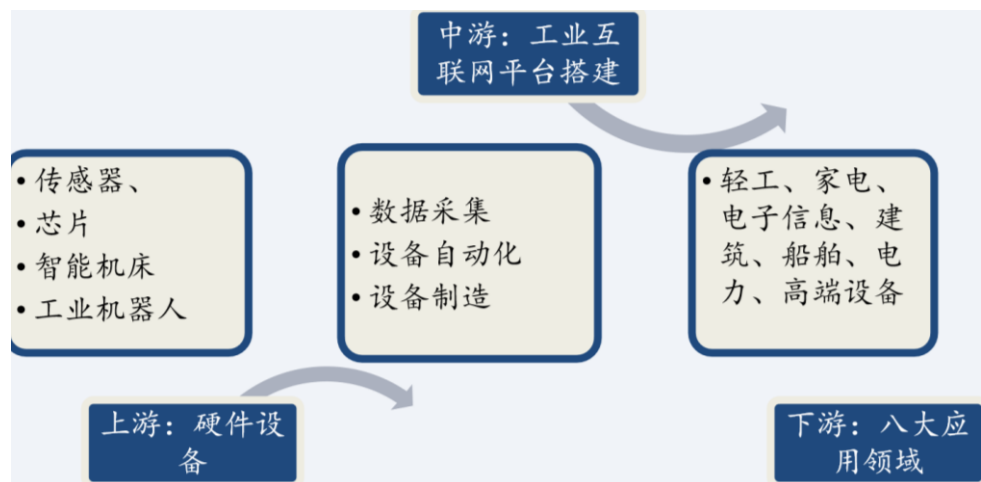 中游：工业互
联网平台搭建
• 传感器、
• 芯片
• 智能机床
• 工业机器人
• 数据采集
• 设备自动化
• 设备制造
• 轻工、家电、
电子信息、建
筑、船舶、电
力、高端设备
上游：硬件设
备
下游：八大应
用领域